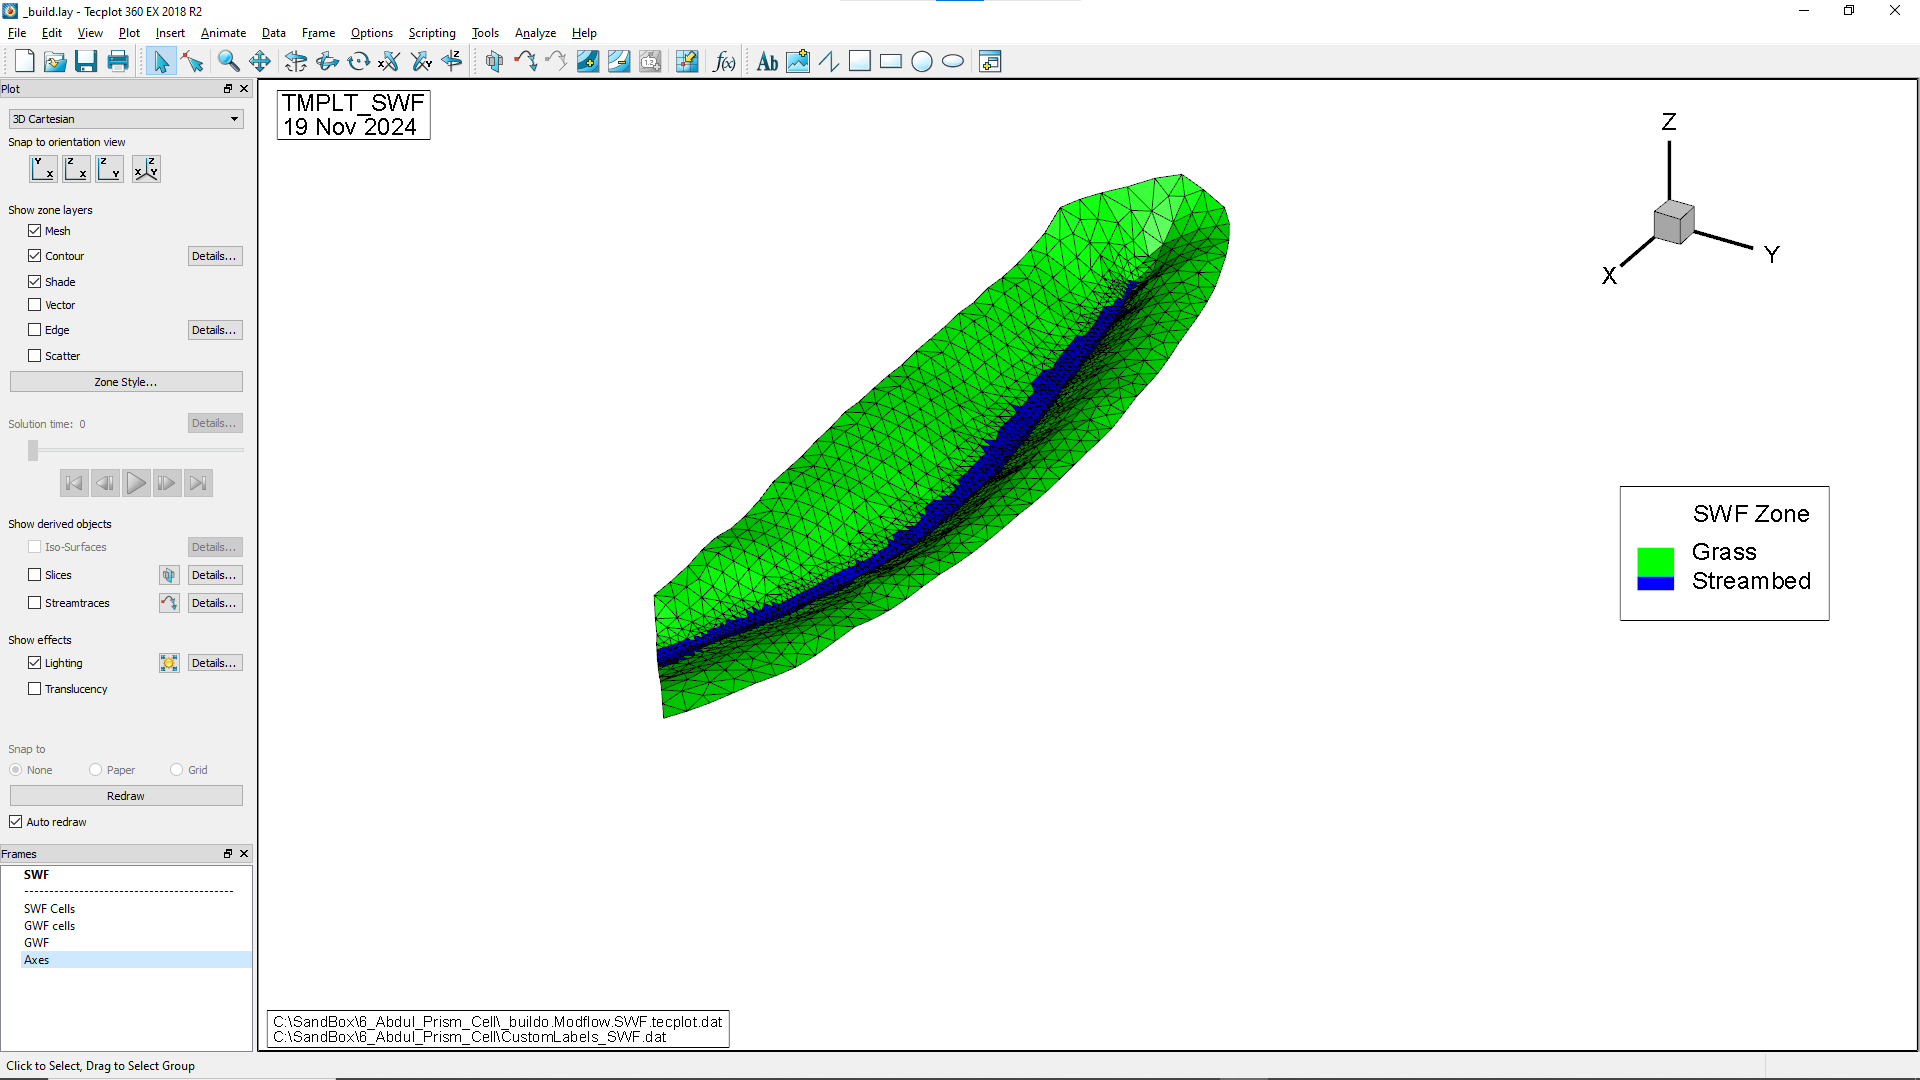 _build.lay - Tecplot 360 EX 2018 R2
File Edit View Plot Insert Animate Data Frame Options Scripting Tools Analyze Help
Plot
3D Cartesian
Snap to orientation view
Y X Z X Z Y Z X Y
Show zone layers
Mesh
Contour Details...
Shade
Vector
Edge Details...
Scatter
Zone Style...
Solution time: 0 Details...
Show derived objects
Iso-Surfaces Details...
Slices Details...
Streamtraces Details...
Show effects
Lighting Details...
Translucency
Snap to
None Paper Grid
Redraw
Auto redraw
Frames
SWF
------------------------------------------
SWF Cells
GWF cells
GWF
Axes
Click to Select, Drag to Select Group
TMPLT_SWF
19 Nov 2024
Z
Y
X
SWF Zone
Grass
Streambed
C:\SandBox\6_Abdul_Prism_Cell\_buildo.Modflow.SWF.tecplot.dat
C:\SandBox\6_Abdul_Prism_Cell\CustomLabels_SWF.dat
f(x)
Ab
1.2